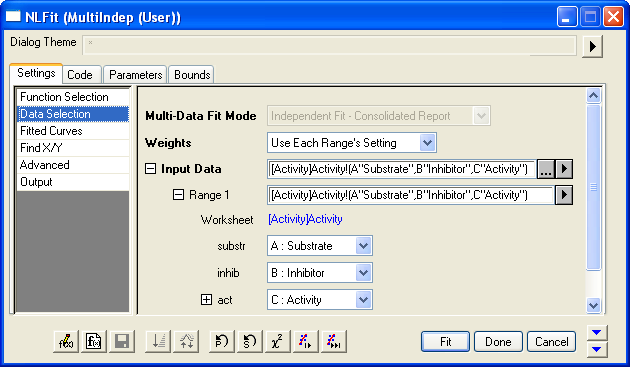 NLFit (MultiIndep (User))
Dialog Theme *
Settings Code Parameters Bounds
Function Selection
Data Selection
Fitted Curves
Find X/Y
Advanced
Output
Multi-Data Fit Mode Independent Fit - Consolidated Report
Weights Use Each Range's Setting
Input Data [Activity]Activity!(A"Substrate",B"Inhibitor",C"Activity") ...
Range 1 [Activity]Activity!(A"Substrate",B"Inhibitor",C"Activity")
Worksheet [Activity]Activity
substr A : Substrate
inhib B : Inhibitor
act C : Activity
f(x) f(x) P S χ² Fit Done Cancel